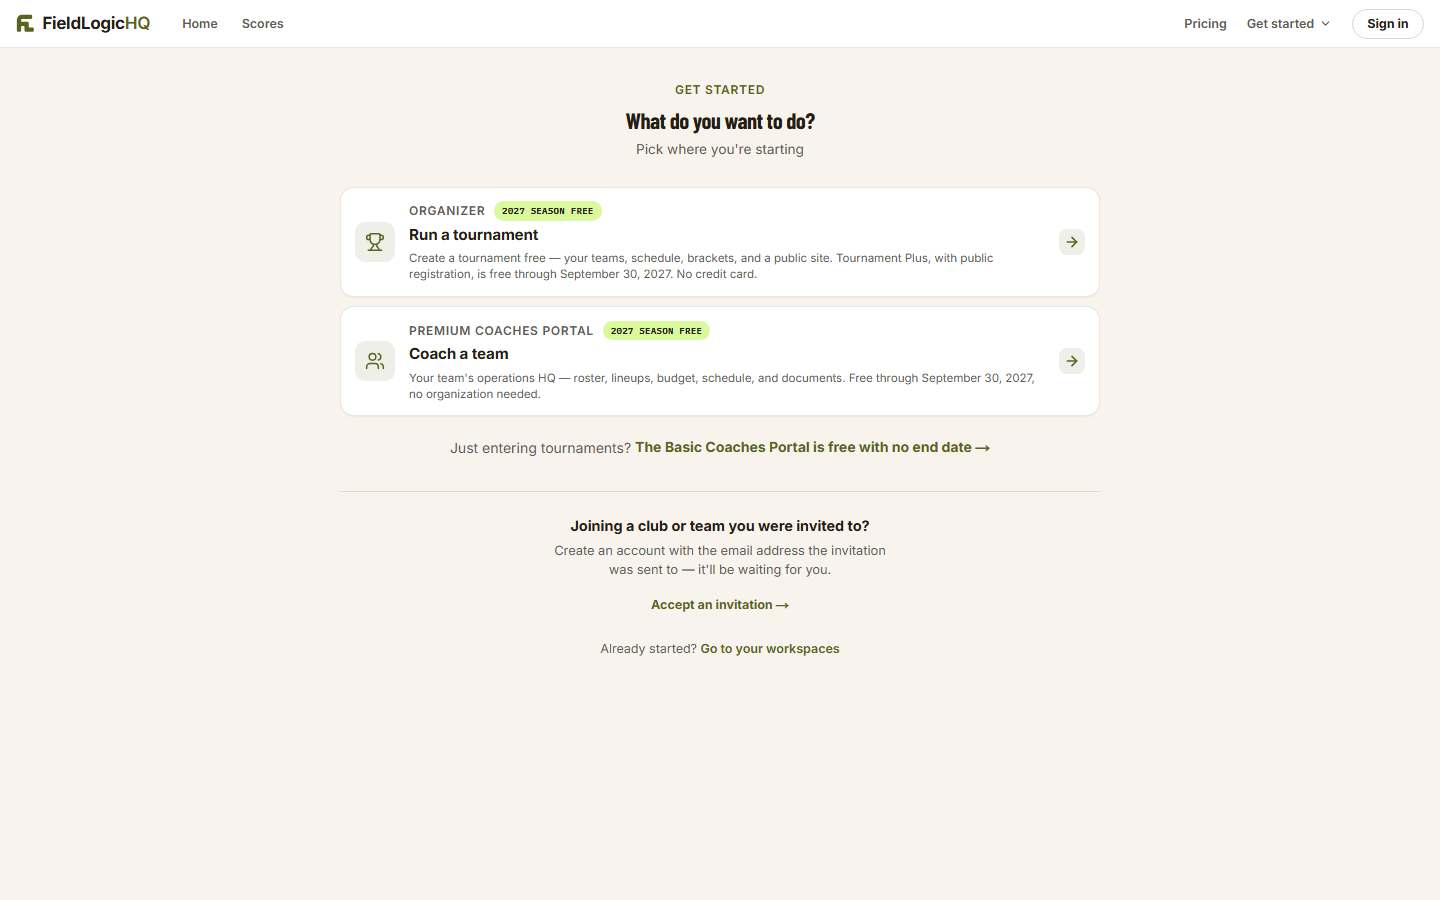 FieldLogicHQ
Home
Scores
Pricing
Get started
Sign in
GET STARTED
What do you want to do?
Pick where you're starting
ORGANIZER
2027 SEASON FREE
Run a tournament
Create a tournament free — your teams, schedule, brackets, and a public site. Tournament Plus, with public
registration, is free through September 30, 2027. No credit card.
PREMIUM COACHES PORTAL
2027 SEASON FREE
Coach a team
Your team's operations HQ — roster, lineups, budget, schedule, and documents. Free through September 30, 2027,
no organization needed.
Just entering tournaments? The Basic Coaches Portal is free with no end date →
Joining a club or team you were invited to?
Create an account with the email address the invitation
was sent to — it'll be waiting for you.
Accept an invitation →
Already started? Go to your workspaces